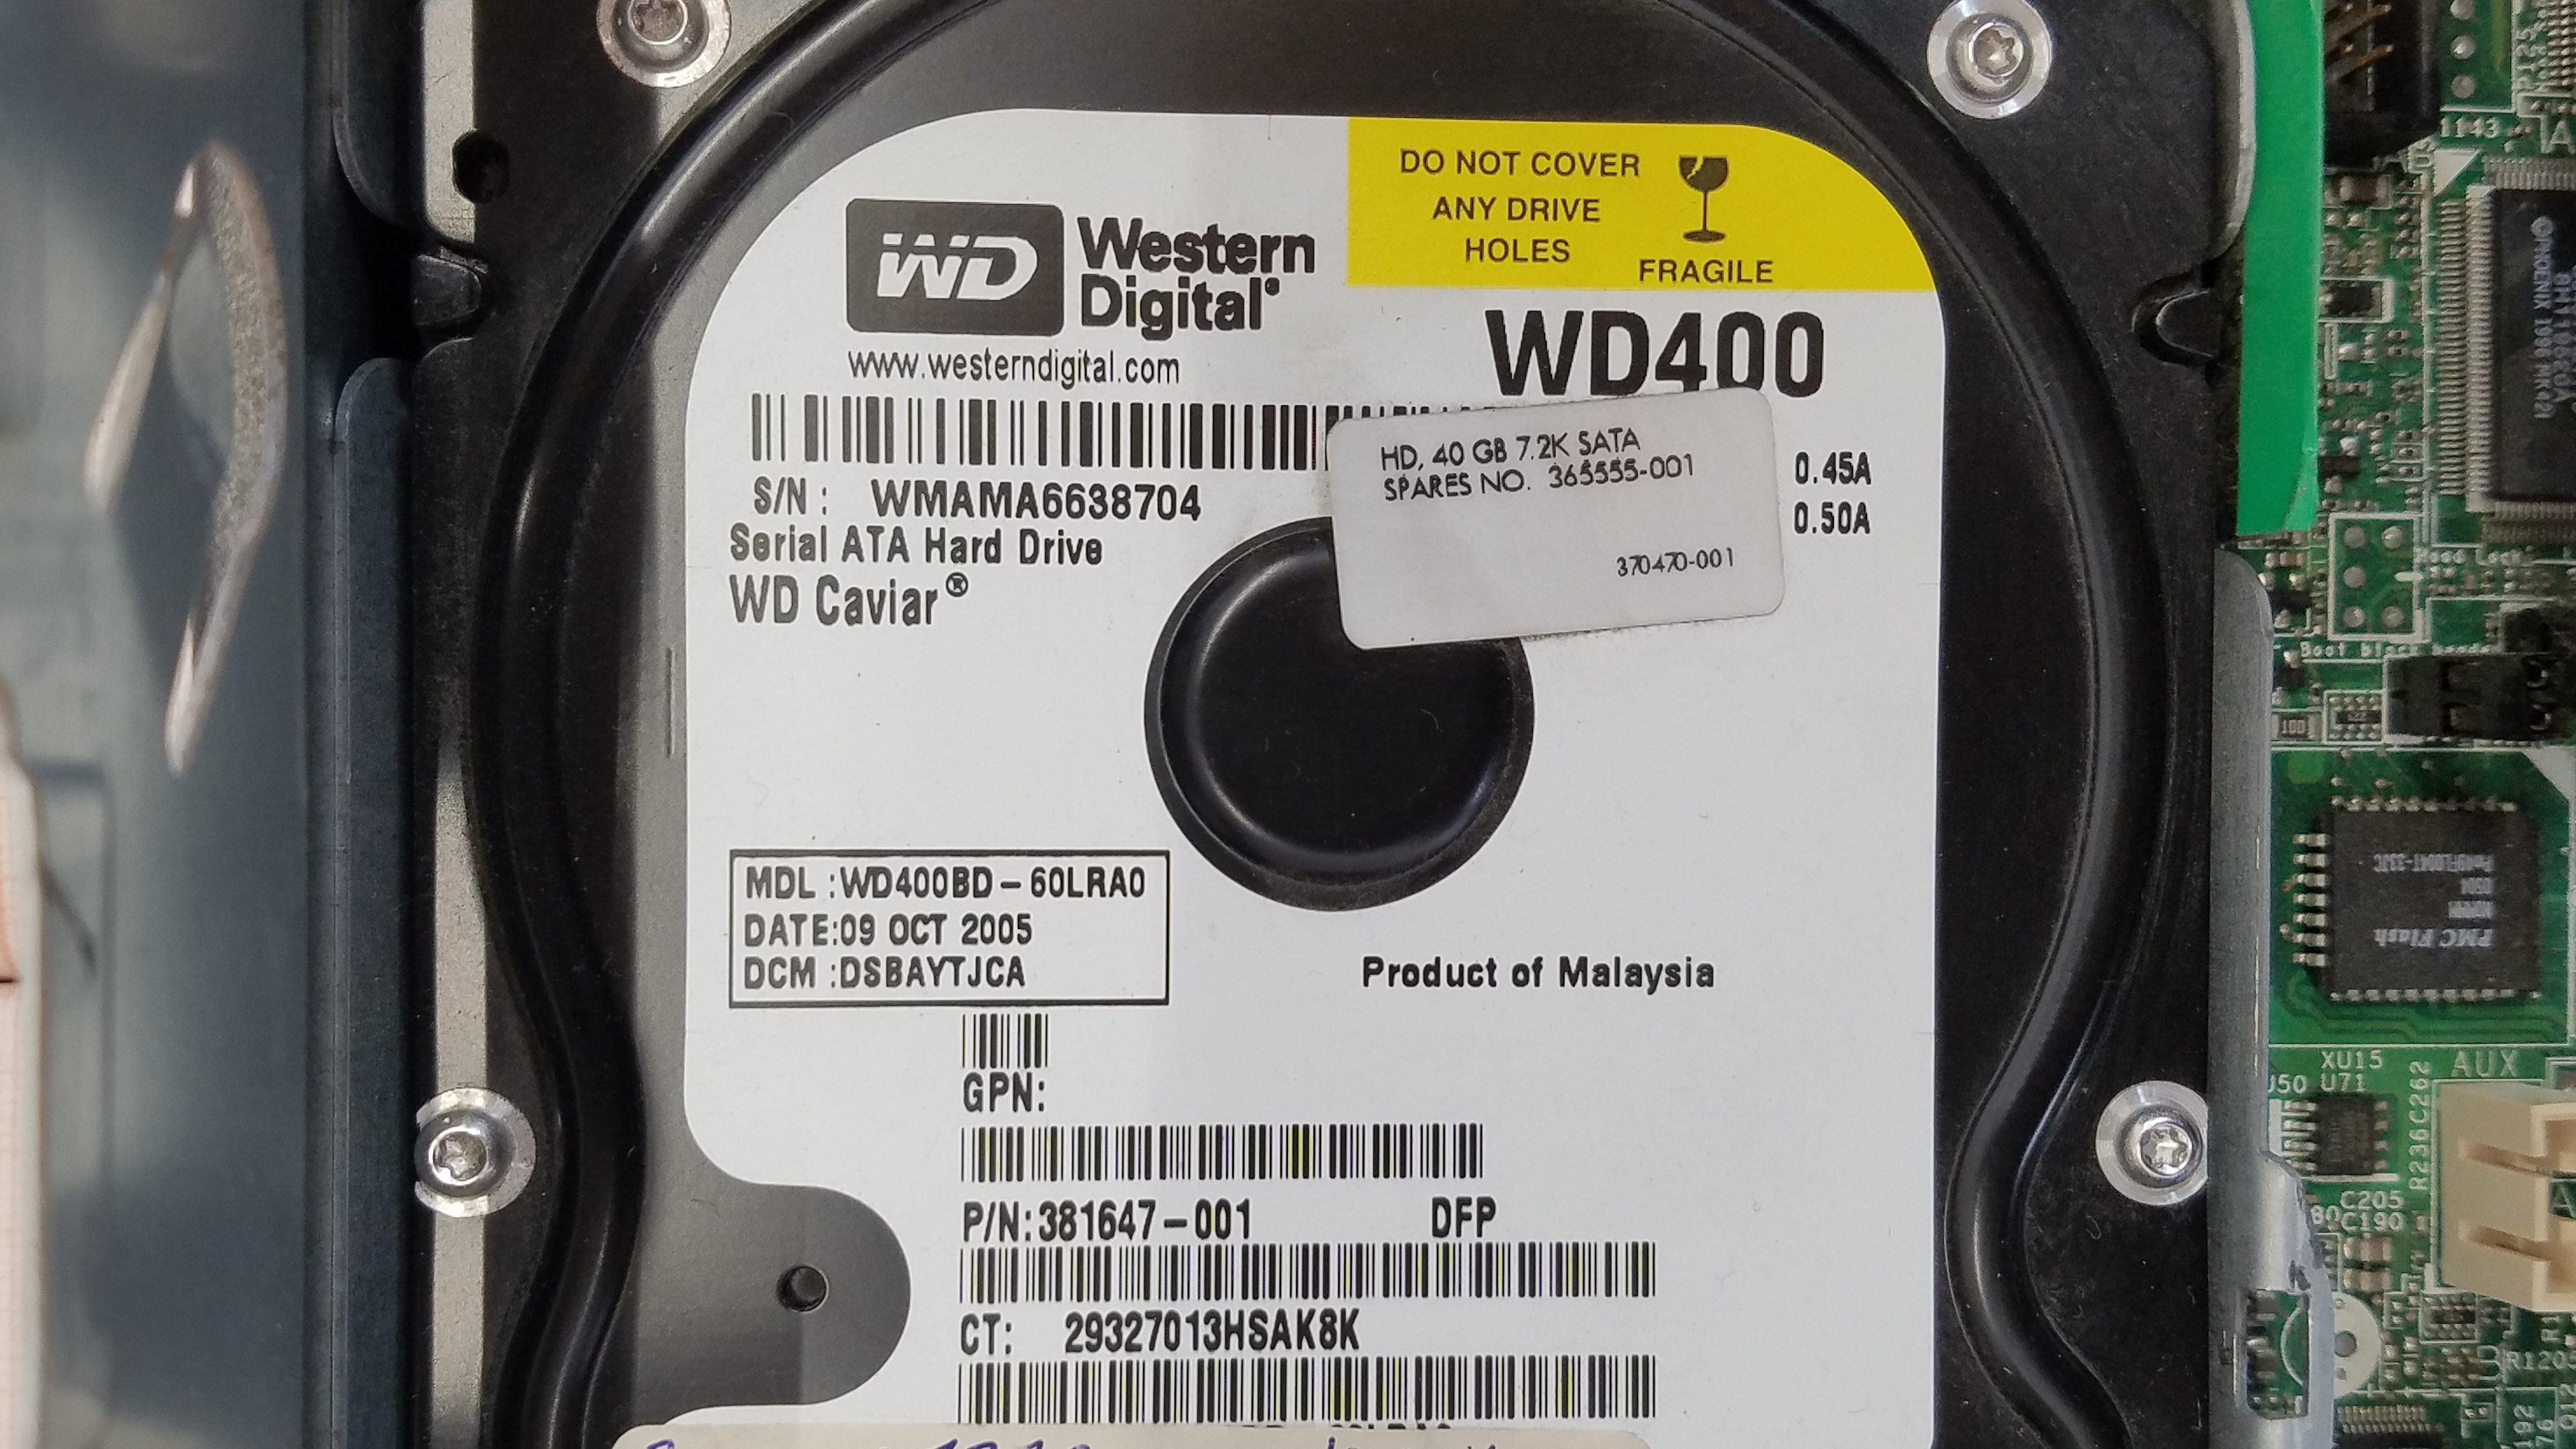 DO NOT COVER
ANY DRIVE
HOLES
FRAGILE
WD
Western
Digital®
www.westerndigital.com
WD400
HD, 40 GB 7.2K SATA
SPARES NO. 365555-001
370470-001
0.45A
0.50A
S/N : WMAMA6638704
Serial ATA Hard Drive
WD Caviar®
MDL :WD400BD-60LRA0
DATE:09 OCT 2005
DCM :DSBAYTJCA
Product of Malaysia
GPN:
P/N:381647-001 DFP
CT: 29327013HSAK8K
1143
PMC Flash
XU15
U71
AUX
R236
C262
C205
C190